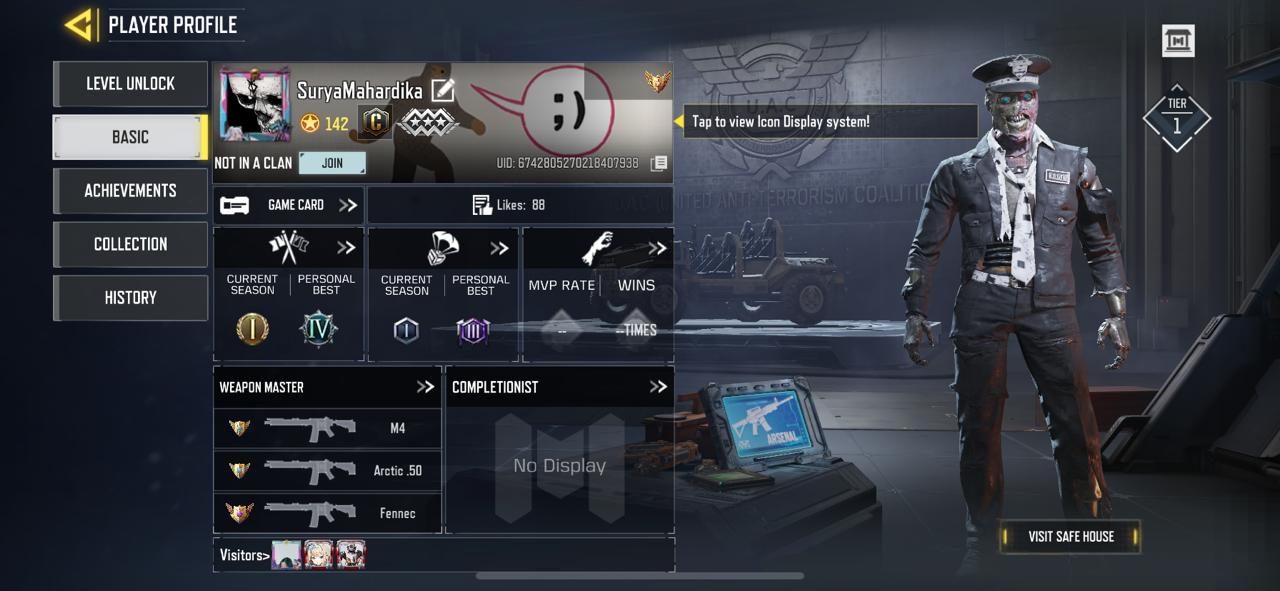 PLAYER PROFILE
LEVEL UNLOCK
BASIC
ACHIEVEMENTS
COLLECTION
HISTORY
SuryaMahardika
142
C
NOT IN A CLAN
JOIN
UID: 6742805270218407938
;)
Tap to view Icon Display system!
TIER
1
U.A.C.
UNITED ANTI-TERRORISM COALITION
GAME CARD
Likes: 88
CURRENT SEASON
PERSONAL BEST
I
IV
CURRENT SEASON
PERSONAL BEST
I
III
MVP RATE
WINS
--
--TIMES
WEAPON MASTER
M4
Arctic .50
Fennec
COMPLETIONIST
No Display
ARSENAL
Visitors>
VISIT SAFE HOUSE